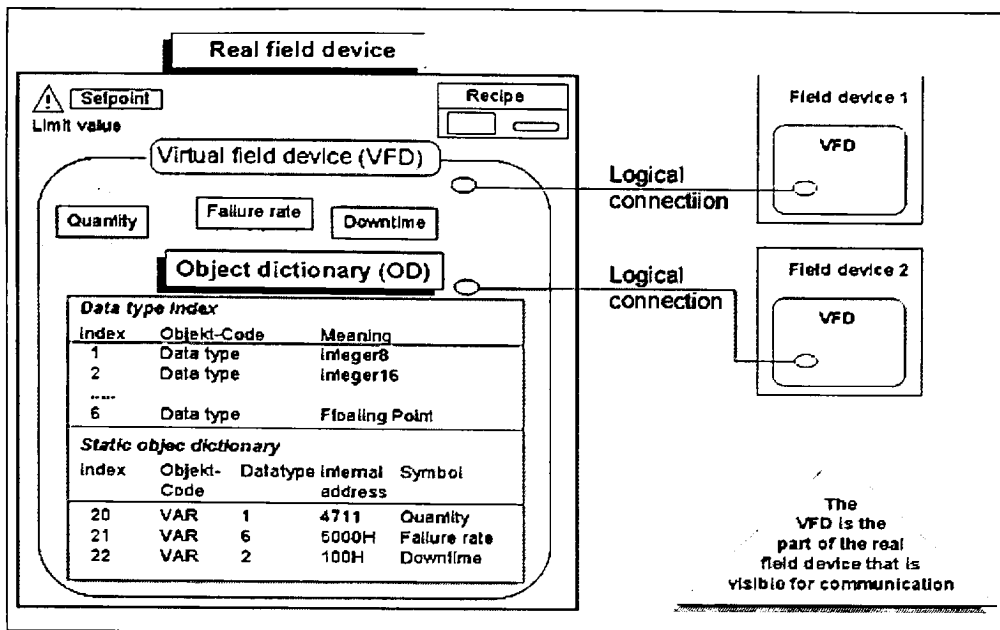 Real field device
Setpoint
Limit value
Recipe
Virtual field device (VFD)
Quantity
Failure rate
Downtime
Object dictionary (OD)
Data type index
Index Objekt-Code Meaning
1 Data type Integer8
2 Data type Integer16
.....
6 Data type Floating Point
Static objec dictionary
Index Objekt- Datatype Internal Symbol
Code address
20 VAR 1 4711 Quantity
21 VAR 6 5000H Failure rate
22 VAR 2 100H Downtime
Logical
connectiion
Field device 1
VFD
Logical
connection
Field device 2
VFD
The
VFD is the
part of the real
field device that is
visible for communication